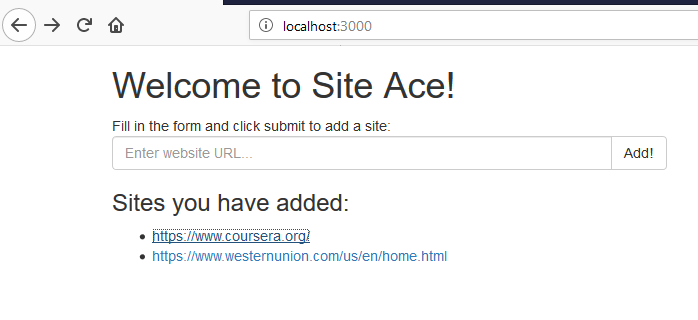 localhost:3000
Welcome to Site Ace!
Fill in the form and click submit to add a site:
Enter website URL... Add!
Sites you have added:
https://www.coursera.org/
https://www.westernunion.com/us/en/home.html